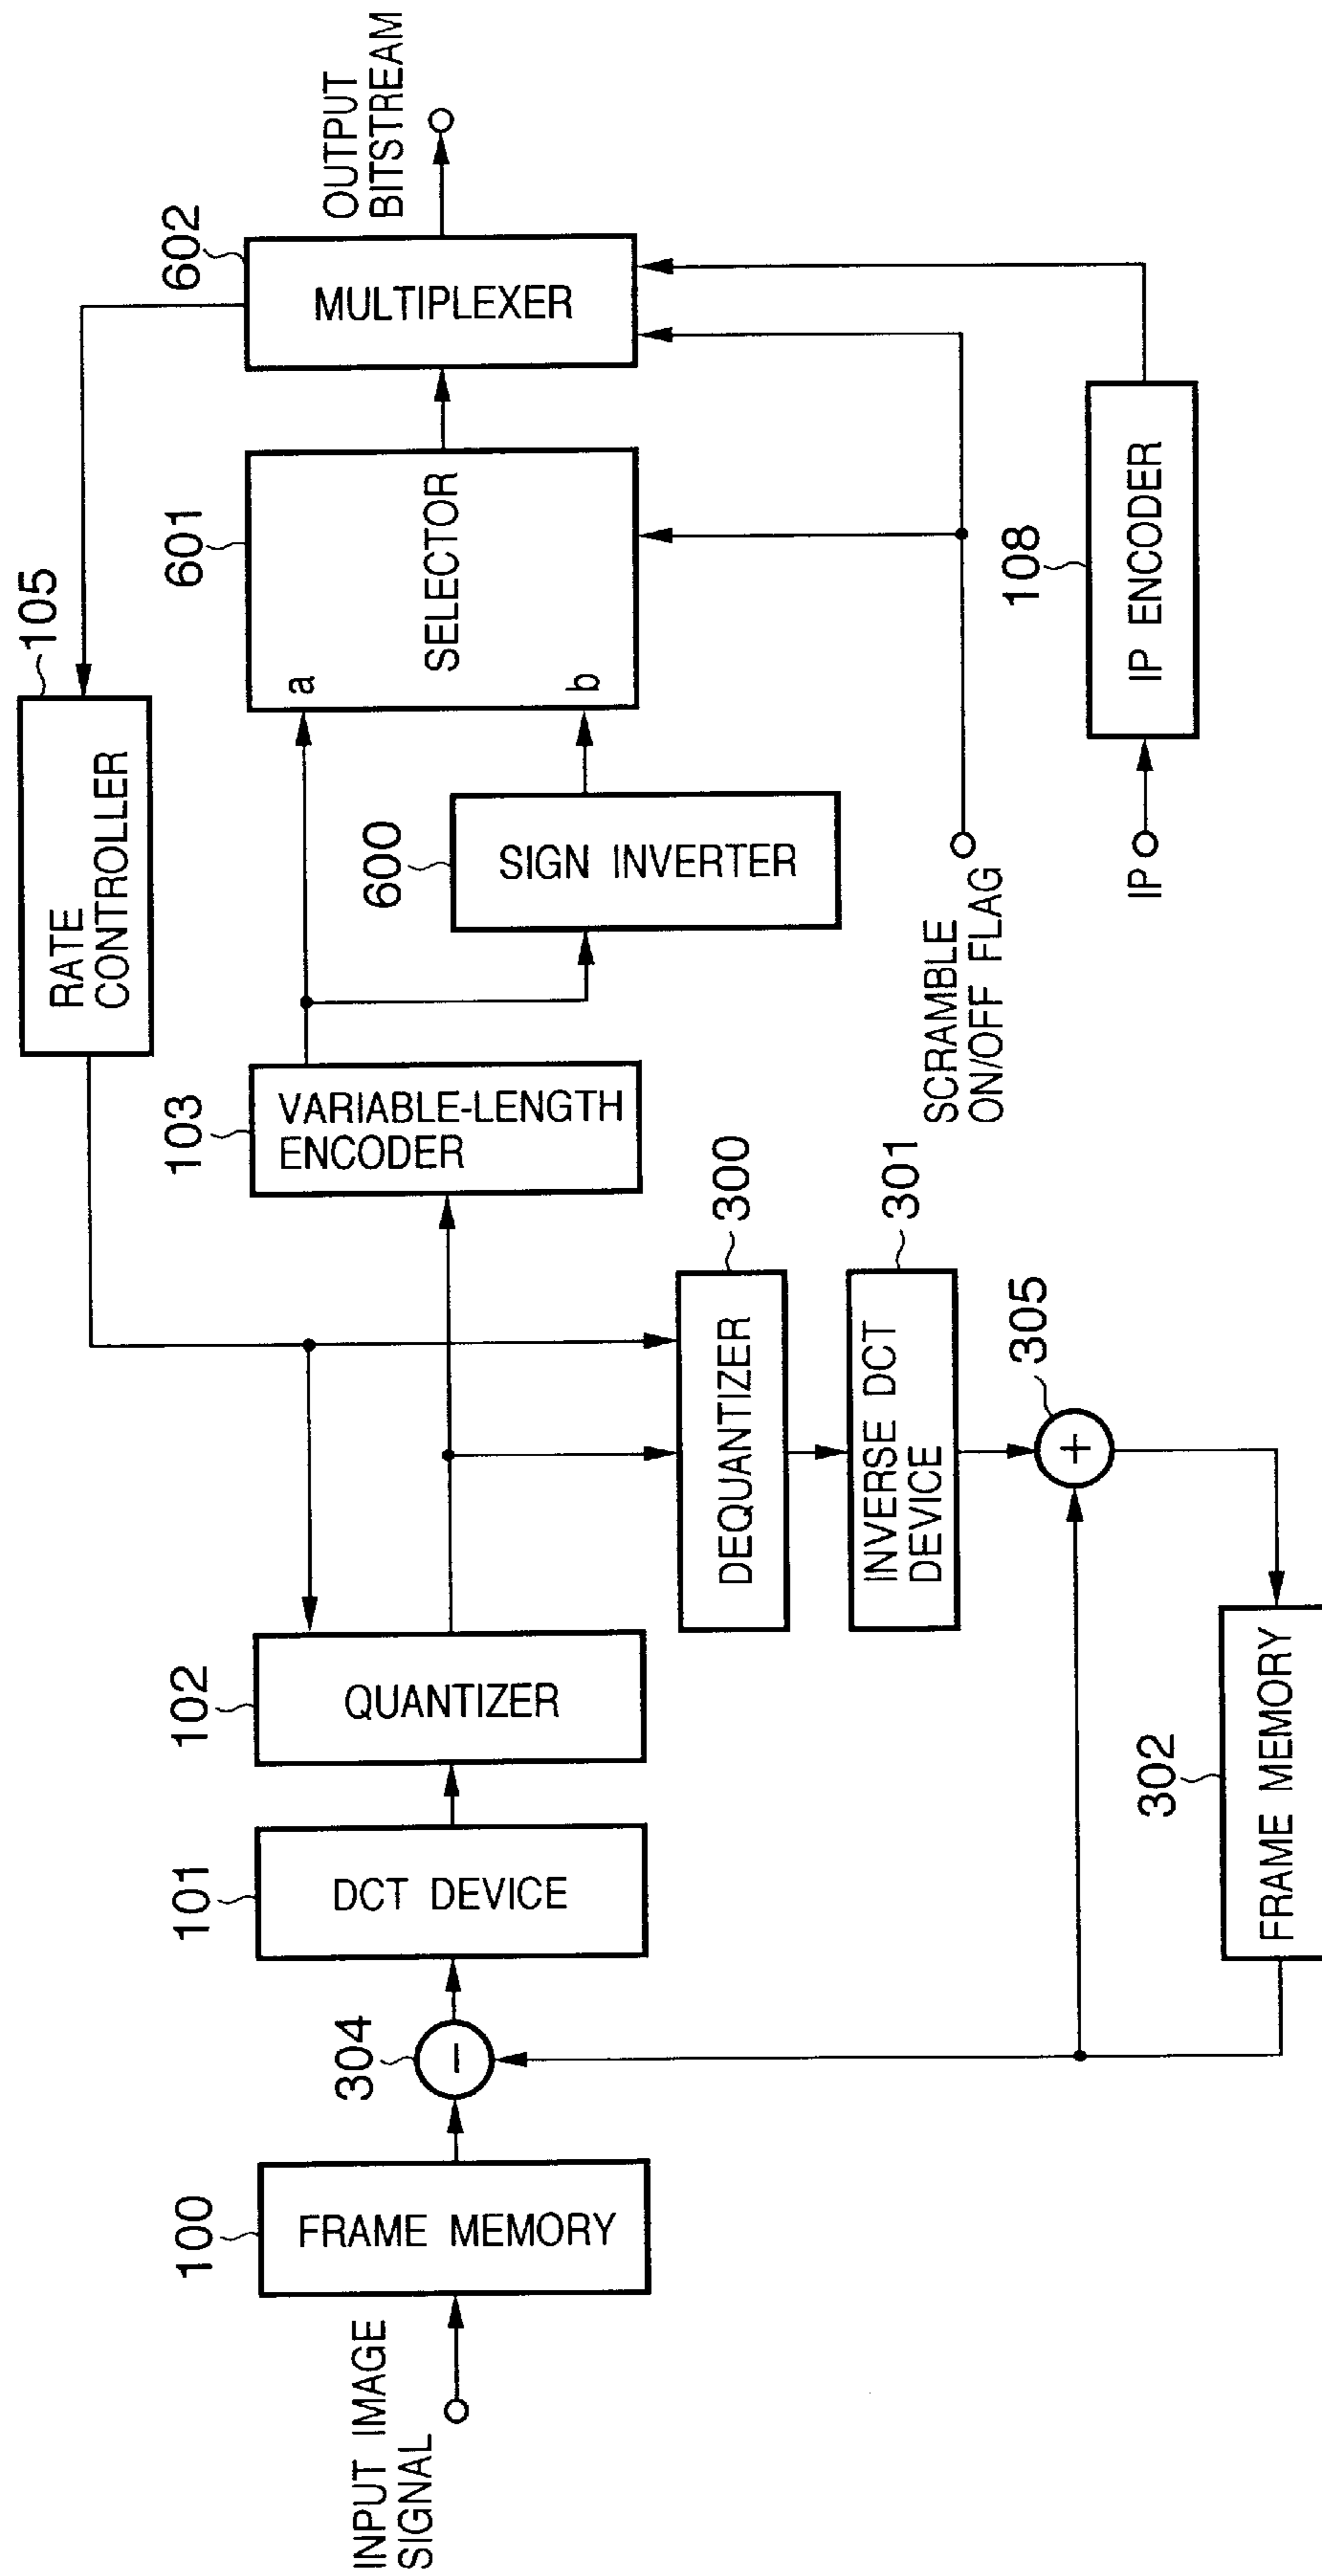 INPUT IMAGE
SIGNAL
100
FRAME MEMORY
304
−
101
DCT DEVICE
102
QUANTIZER
103
VARIABLE-LENGTH
ENCODER
105
RATE
CONTROLLER
600
SIGN INVERTER
601
a
b
SELECTOR
602
MULTIPLEXER
OUTPUT
BITSTREAM
300
DEQUANTIZER
301
INVERSE DCT
DEVICE
305
+
302
FRAME MEMORY
SCRAMBLE
ON/OFF FLAG
IP
108
IP ENCODER